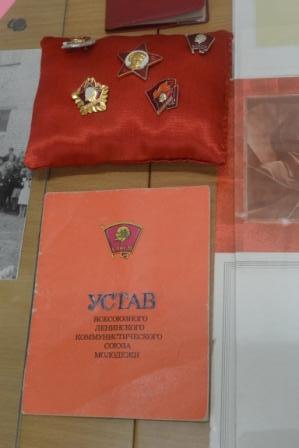 УСТАВ
ВСЕСОЮЗНОГО
ЛЕНИНСКОГО
КОММУНИСТИЧЕСКОГО
СОЮЗА
МОЛОДЕЖИ